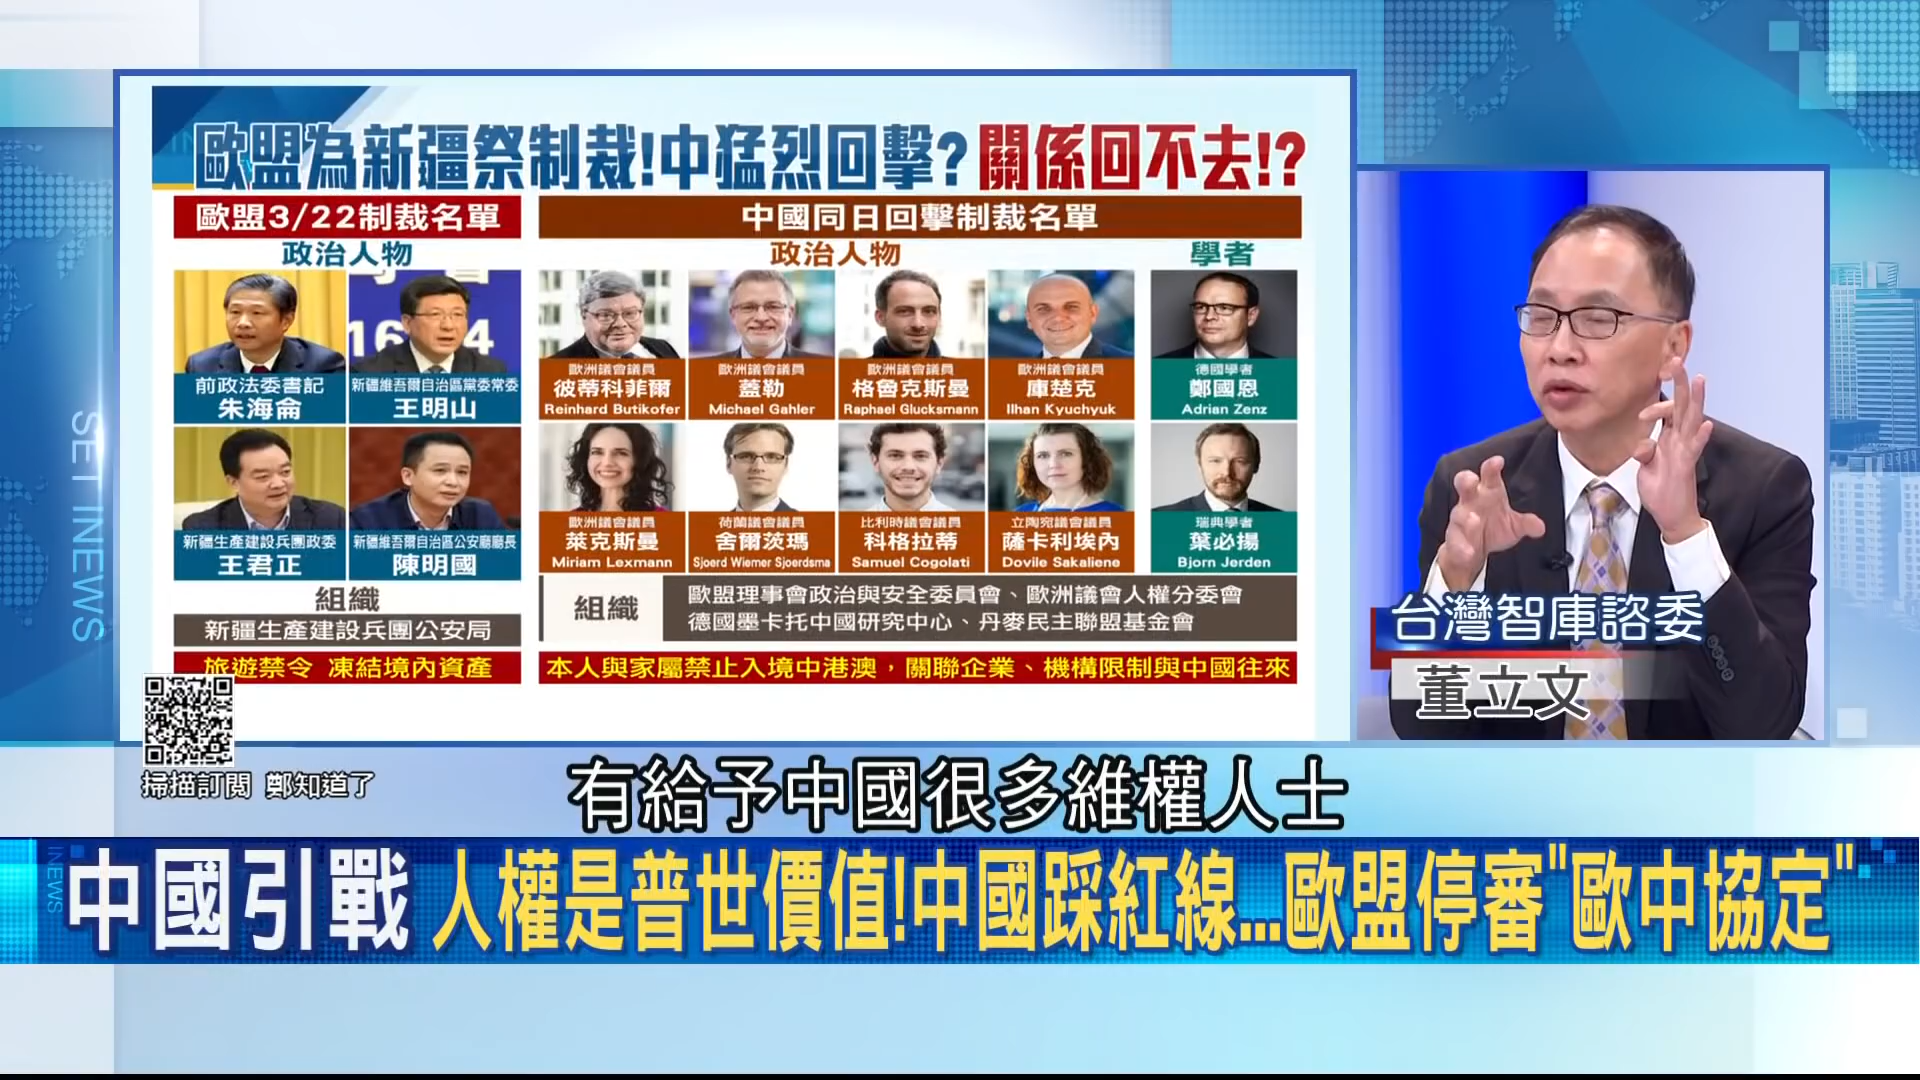 歐盟為新疆祭制裁!中猛烈回擊?關係回不去!?
歐盟3/22制裁名單
政治人物
前政法委書記
朱海侖
新疆維吾爾自治區黨委常委
王明山
新疆生產建設兵團政委
王君正
新疆維吾爾自治區公安廳廳長
陳明國
組織
新疆生產建設兵團公安局
旅遊禁令 凍結境內資產
中國同日回擊制裁名單
政治人物
歐洲議會議員
彼蒂科菲爾
Reinhard Butikofer
歐洲議會議員
蓋勒
Michael Gahler
歐洲議會議員
格魯克斯曼
Raphael Glucksmann
歐洲議會議員
庫楚克
Ilhan Kyuchyuk
歐洲議會議員
萊克斯曼
Miriam Lexmann
荷蘭議會議員
舍爾茨瑪
Sjoerd Wiemer Sjoerdsma
比利時議會議員
科格拉蒂
Samuel Cogolati
立陶宛議會議員
薩卡利埃內
Dovile Sakaliene
學者
德國學者
鄭國恩
Adrian Zenz
瑞典學者
葉必揚
Bjorn Jerden
組織
歐盟理事會政治與安全委員會、歐洲議會人權分委會
德國墨卡托中國研究中心、丹麥民主聯盟基金會
本人與家屬禁止入境中港澳，關聯企業、機構限制與中國往來
SET INEWS
台灣智庫諮委
董立文
掃描訂閱 鄭知道了
有給予中國很多維權人士
INEWS
中國引戰 人權是普世價值!中國踩紅線...歐盟停審"歐中協定"